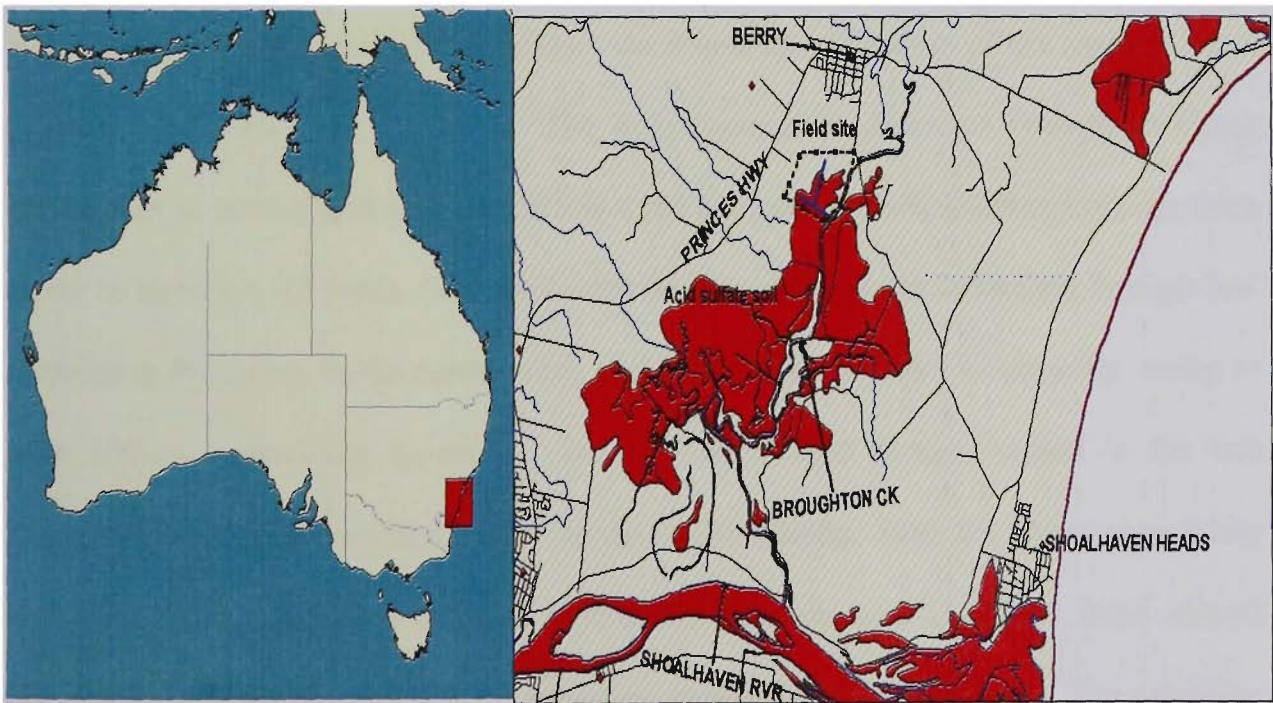 BERRY
Field site
PRINCES HWY
Acid sulfate soil
BROUGHTON CK
SHOALHAVEN HEADS
SHOALHAVEN RVR